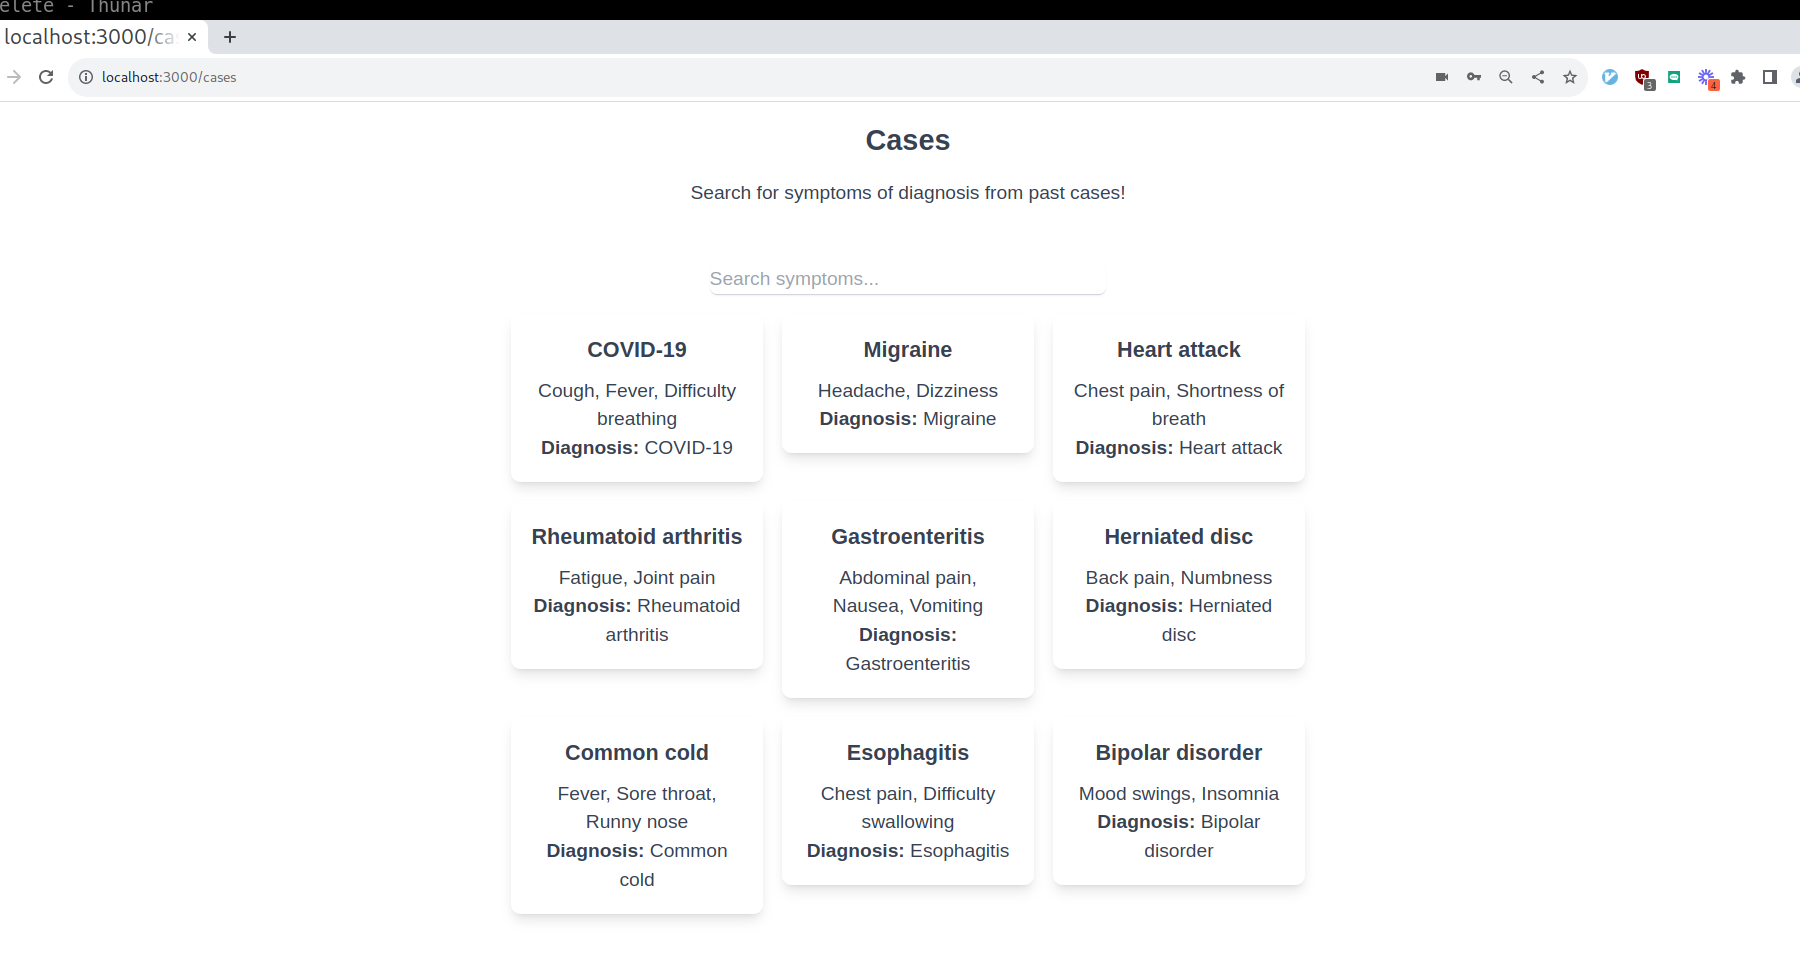 elete - Thunar
localhost:3000/ca
localhost:3000/cases
3
4
Cases
Search for symptoms of diagnosis from past cases!
Search symptoms...
COVID-19
Cough, Fever, Difficulty
breathing
Diagnosis: COVID-19
Migraine
Headache, Dizziness
Diagnosis: Migraine
Heart attack
Chest pain, Shortness of
breath
Diagnosis: Heart attack
Rheumatoid arthritis
Fatigue, Joint pain
Diagnosis: Rheumatoid
arthritis
Gastroenteritis
Abdominal pain,
Nausea, Vomiting
Diagnosis:
Gastroenteritis
Herniated disc
Back pain, Numbness
Diagnosis: Herniated
disc
Common cold
Fever, Sore throat,
Runny nose
Diagnosis: Common
cold
Esophagitis
Chest pain, Difficulty
swallowing
Diagnosis: Esophagitis
Bipolar disorder
Mood swings, Insomnia
Diagnosis: Bipolar
disorder